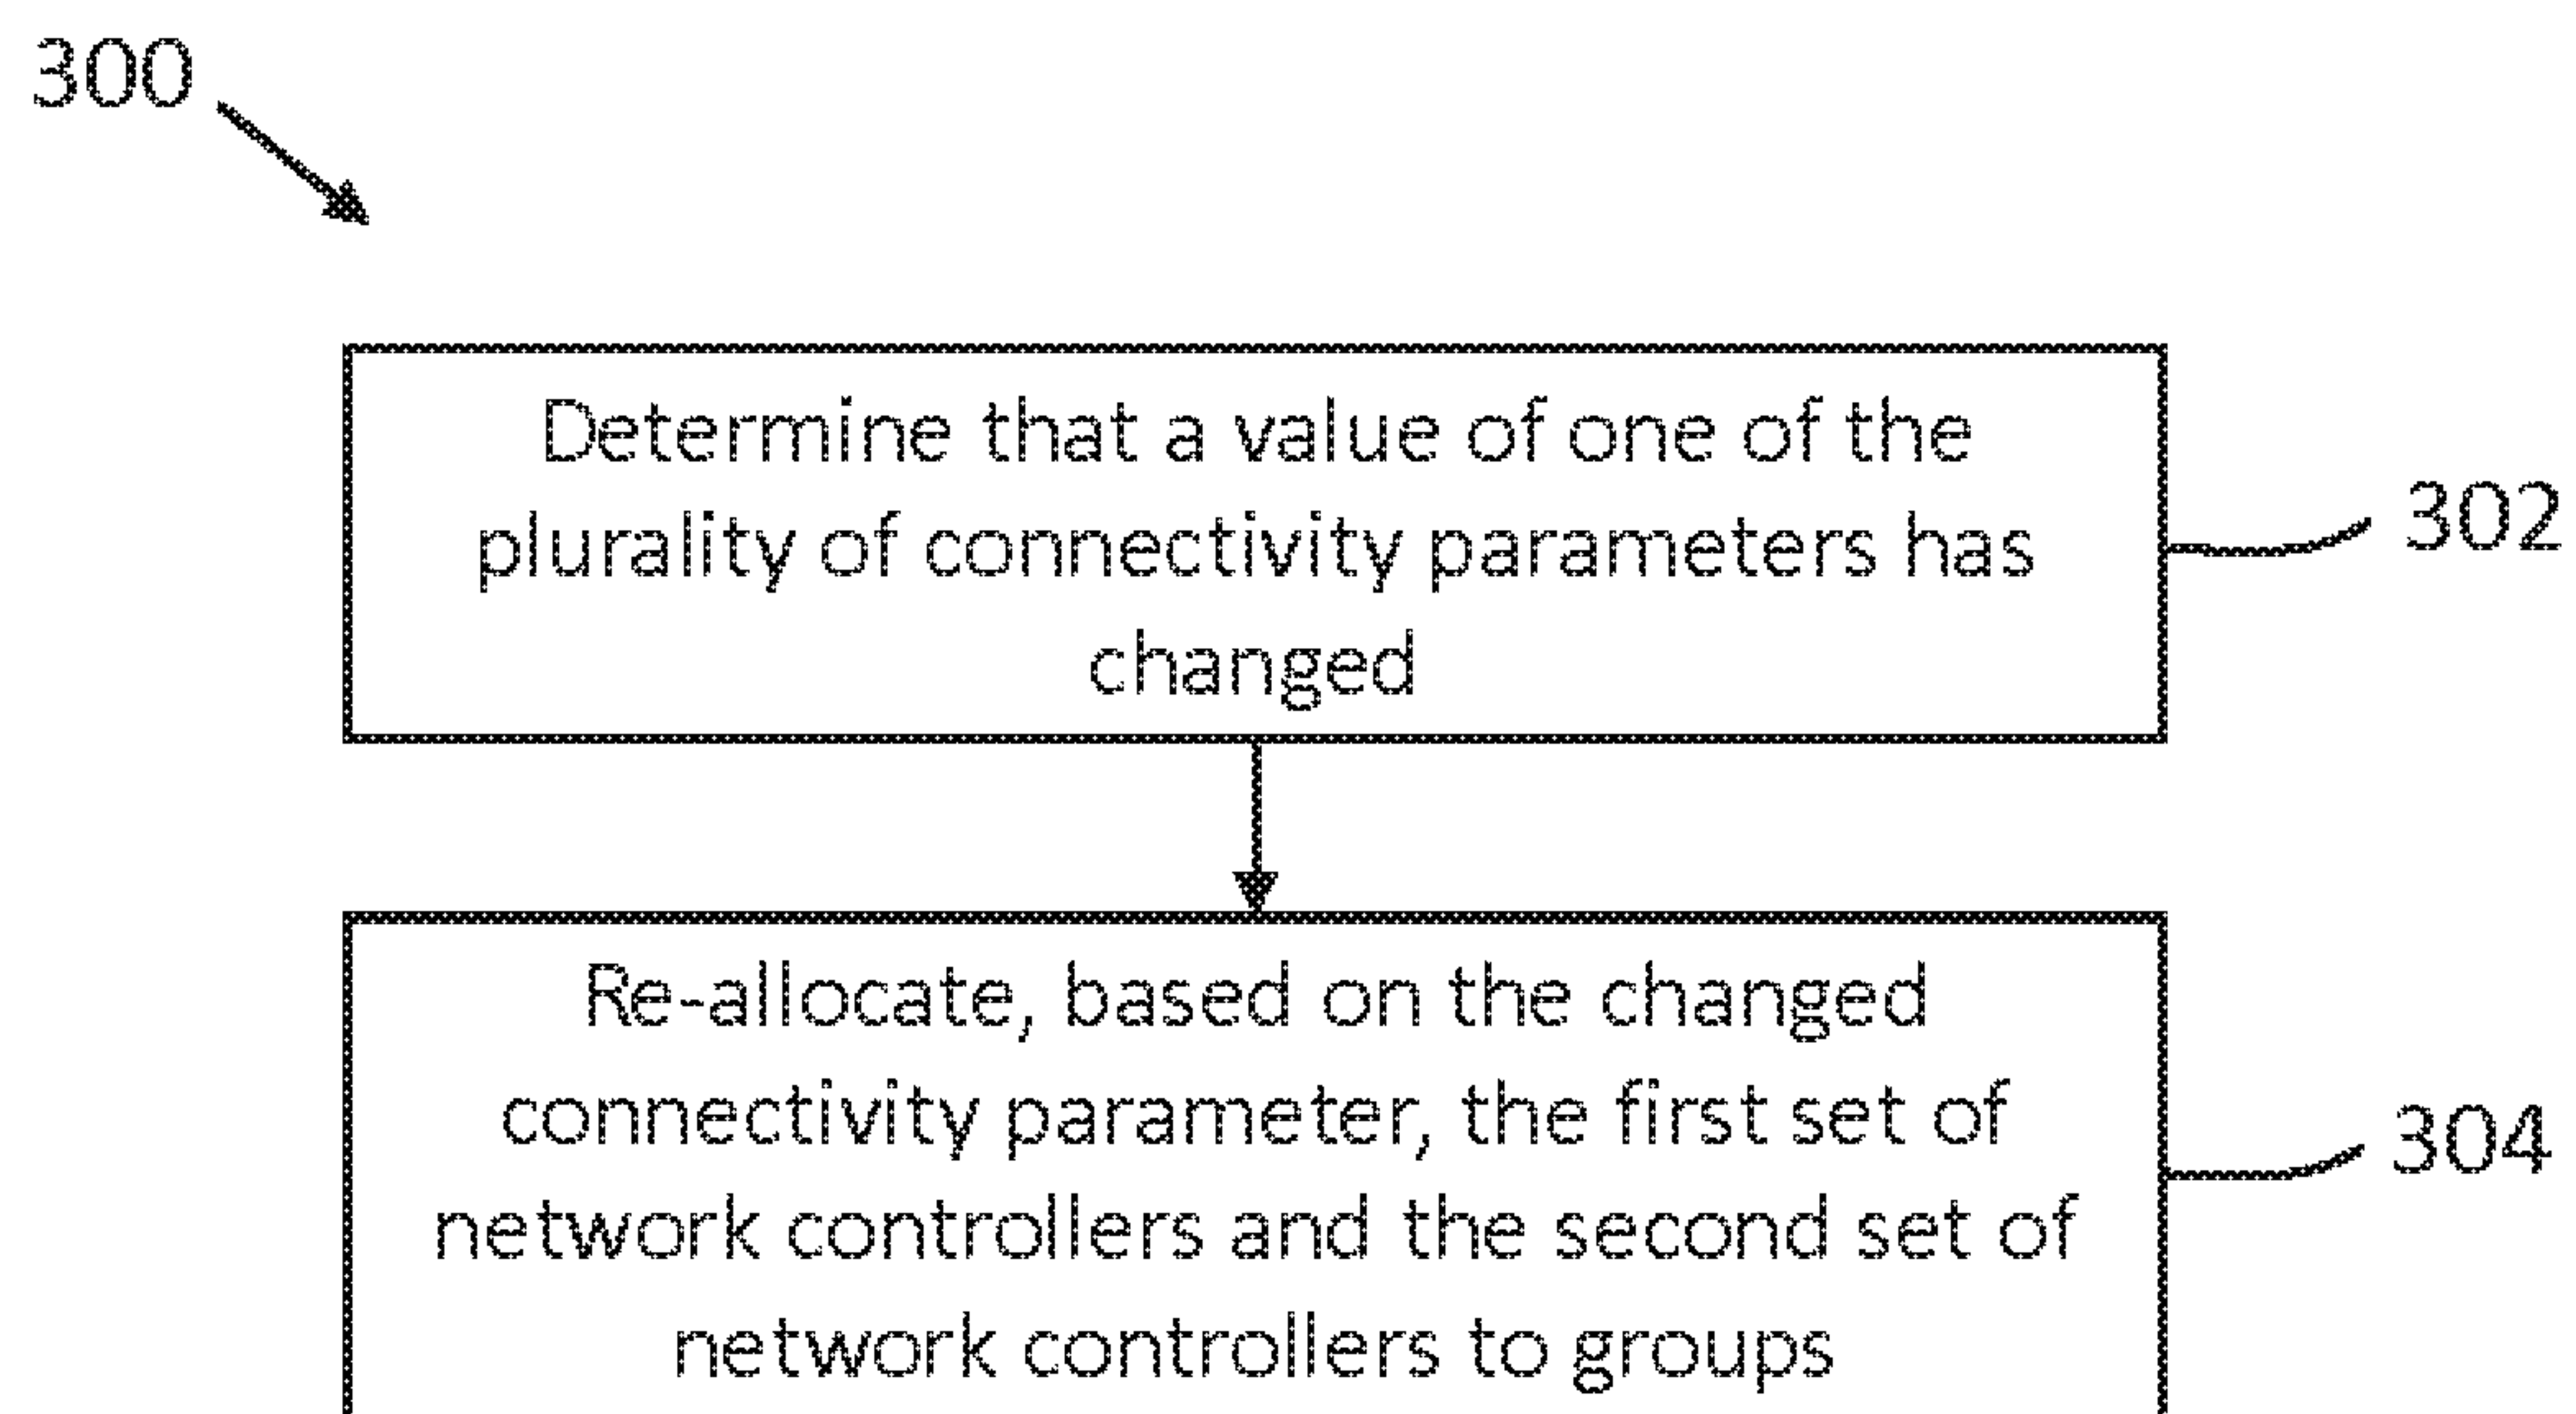 300
Determine that a value of one of the
plurality of connectivity parameters has
changed
302
Re-allocate, based on the changed
connectivity parameter, the first set of
network controllers and the second set of
network controllers to groups
304